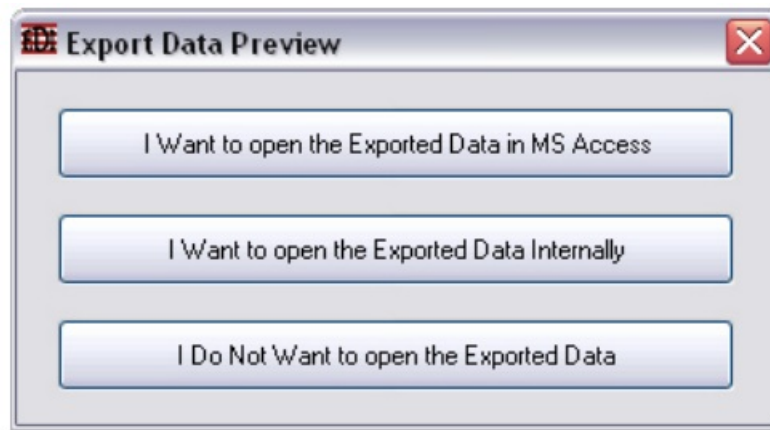 EDI Export Data Preview
I Want to open the Exported Data in MS Access
I Want to open the Exported Data Internally
I Do Not Want to open the Exported Data